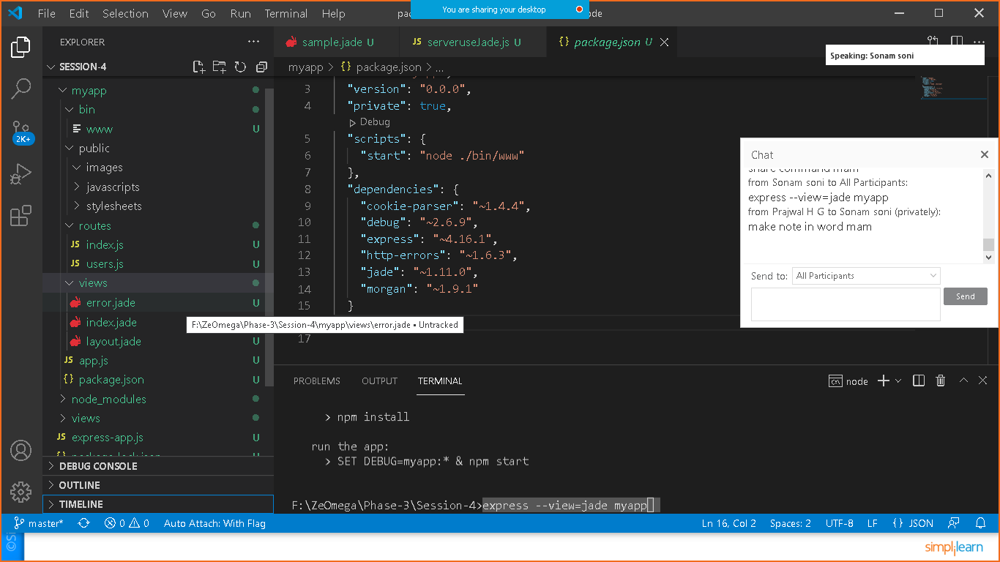 File Edit Selection View Go Run Terminal Help
You are sharing your desktop
Speaking: Sonam soni
EXPLORER
SESSION-4
myapp
bin
www U
public
images
javascripts
stylesheets
routes
index.js U
users.js U
views
error.jade U
index.jade
layout.jade U
app.js U
package.json U
node_modules
views
express-app.js U
DEBUG CONSOLE
OUTLINE
TIMELINE
2K+
F:\ZeOmega\Phase-3\Session-4\myapp\views\error.jade • Untracked
sample.jade U
JS serveruseJade.js U
{} package.json U
myapp > {} package.json > ...
3 "version": "0.0.0",
4 "private": true,
Debug
5 "scripts": {
6 "start": "node ./bin/www"
7 },
8 "dependencies": {
9 "cookie-parser": "~1.4.4",
10 "debug": "~2.6.9",
11 "express": "~4.16.1",
12 "http-errors": "~1.6.3",
13 "jade": "~1.11.0",
14 "morgan": "~1.9.1"
15 }
17
Chat
share command mam
from Sonam soni to All Participants:
express --view=jade myapp
from Prajwal H G to Sonam soni (privately):
make note in word mam
Send to: All Participants
Send
PROBLEMS OUTPUT TERMINAL
node
> npm install
run the app:
> SET DEBUG=myapp:* & npm start
F:\ZeOmega\Phase-3\Session-4>express --view=jade myapp
master* 0 0 Auto Attach: With Flag
Ln 16, Col 2 Spaces: 2 UTF-8 LF {} JSON
simplilearn